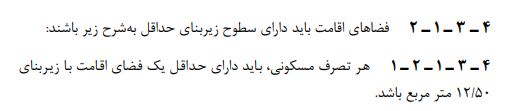 ۴ ـ ۳ ـ ۱ ـ ۲ فضاهای اقامت باید دارای سطوح زیربنای حداقل به‌شرح زیر باشند:
۴ ـ ۳ ـ ۱ ـ ۲ ـ ۱ هر تصرف مسکونی، باید دارای حداقل یک فضای اقامت با زیربنای
۱۲/۵۰ متر مربع باشد.